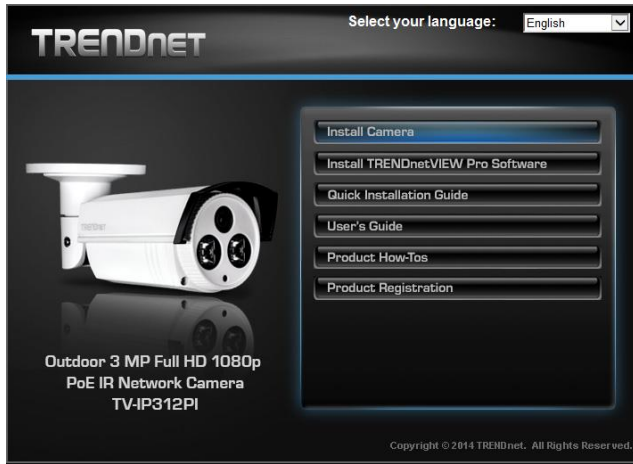 TRENDnet
Select your language: English
Install Camera
Install TRENDnetVIEW Pro Software
Quick Installation Guide
User's Guide
Product How-Tos
Product Registration
TRENDnet
Outdoor 3 MP Full HD 1080p
PoE IR Network Camera
TV-IP312PI
Copyright © 2014 TRENDnet. All Rights Reserved.